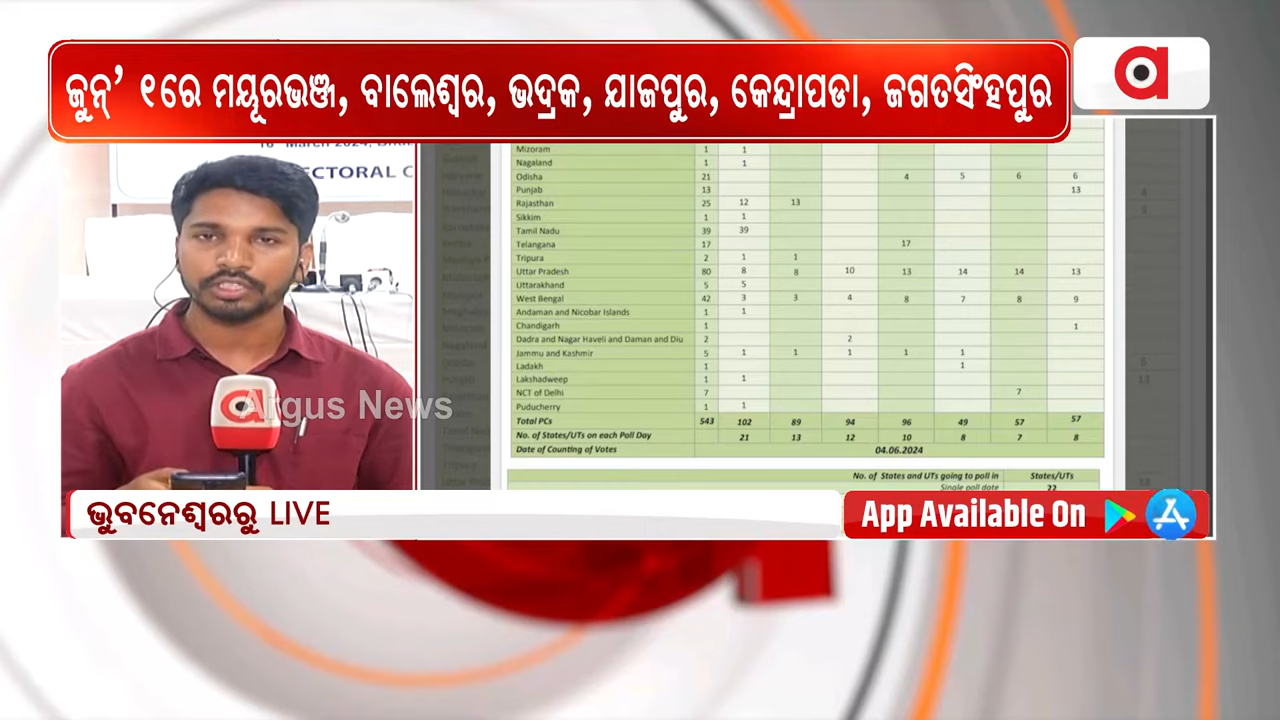 ଜୁନ୍' ୧ରେ ମୟୂରଭଞ୍ଜ, ବାଲେଶ୍ୱର, ଭଦ୍ରକ, ଯାଜପୁର, କେନ୍ଦ୍ରାପଡା, ଜଗତସିଂହପୁର
a
16 March 2024,
ECTORAL C
Mizoram 1 1
Nagaland 1 1
Odisha 21 4 5 6 6
Punjab 13 13
Rajasthan 25 12 13
Sikkim 1 1
Tamil Nadu 39 39
Telangana 17 17
Tripura 2 1 1
Uttar Pradesh 80 8 8 10 13 14 14 13
Uttarakhand 5 5
West Bengal 42 3 3 4 8 7 8 9
Andaman and Nicobar Islands 1 1
Chandigarh 1 1
Dadra and Nagar Haveli and Daman and Diu 2 2
Jammu and Kashmir 5 1 1 1 1 1
Ladakh 1 1
Lakshadweep 1 1
NCT of Delhi 7 7
Puducherry 1 1
Total PCs 543 102 89 94 96 49 57 57
No. of States/UTs on each Poll Day 21 13 12 10 8 7 8
Date of Counting of Votes 04.06.2024
No. of States and UTs going to poll in States/UTs
Single poll date 22
Argus News
ଭୁବନେଶ୍ୱରରୁ LIVE
App Available On